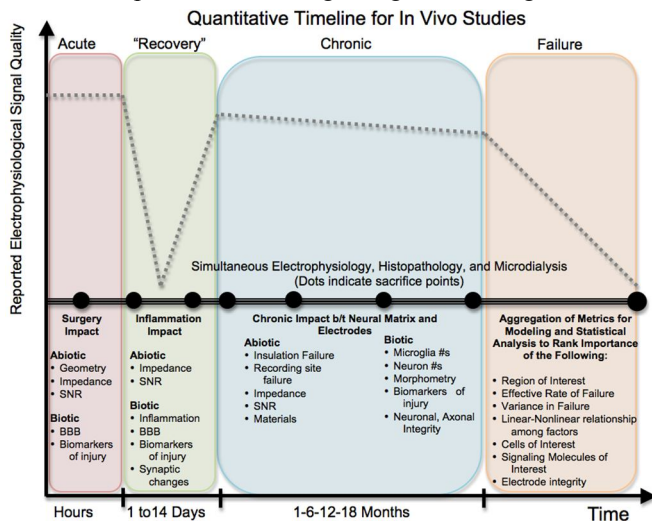 Quantitative Timeline for In Vivo Studies
Acute
"Recovery"
Chronic
Failure
Reported Electrophysiological Signal Quality
Simultaneous Electrophysiology, Histopathology, and Microdialysis
(Dots indicate sacrifice points)
Surgery
Impact
Abiotic
• Geometry
• Impedance
• SNR
Biotic
• BBB
• Biomarkers
of injury
Inflammation
Impact
Abiotic
• Impedance
• SNR
Biotic
• Inflammation
• BBB
• Biomarkers
of injury
• Synaptic
changes
Chronic Impact b/t Neural Matrix and
Electrodes
Abiotic
• Insulation Failure
• Recording site
failure
• Impedance
• SNR
• Materials
Biotic
• Microglia #s
• Neuron #s
• Morphometry
• Biomarkers of
injury
• Neuronal, Axonal
Integrity
Aggregation of Metrics for
Modeling and Statistical
Analysis to Rank Importance
of the Following:
• Region of Interest
• Effective Rate of Failure
• Variance in Failure
• Linear-Nonlinear relationship
among factors
• Cells of Interest
• Signaling Molecules of
Interest
• Electrode integrity
Hours
1 to14 Days
1-6-12-18 Months
Time